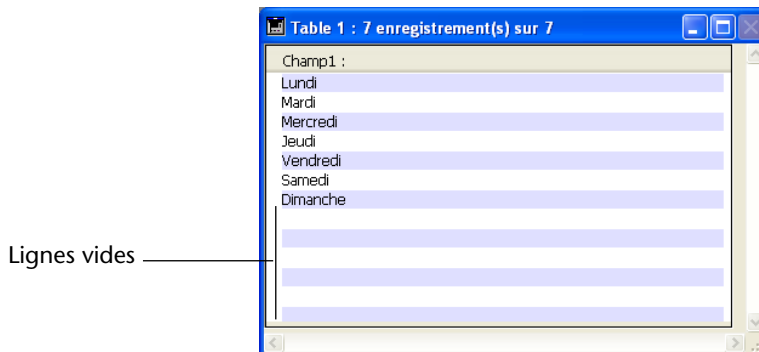 Table 1 : 7 enregistrement(s) sur 7
Champ1 :
Lundi
Mardi
Mercredi
Jeudi
Vendredi
Samedi
Dimanche
Lignes vides